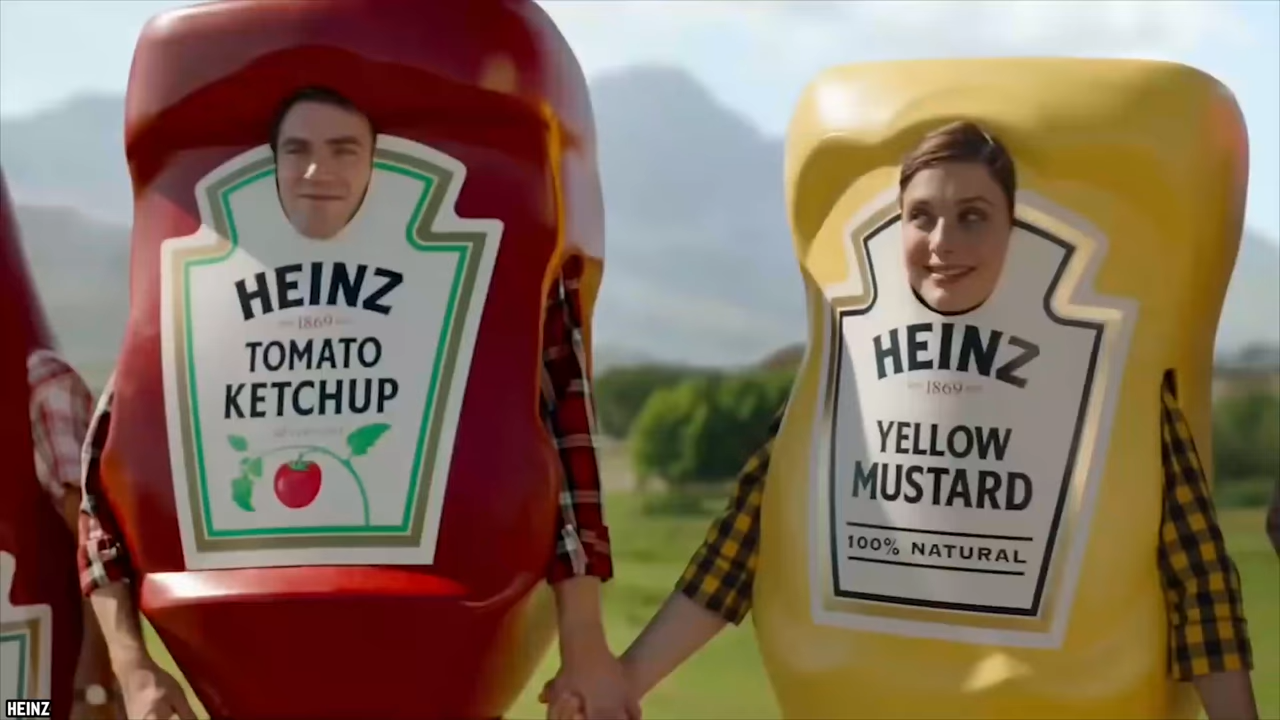 HEINZ
1869
TOMATO
KETCHUP
HEINZ
1869
YELLOW
MUSTARD
100% NATURAL
HEINZ